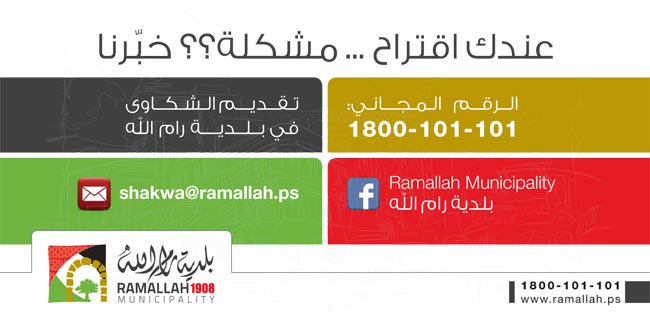 عندك اقتراح ... مشكلة؟؟ خبّرنا
الرقم المجاني:
1800-101-101
تقديم الشكاوى
في بلدية رام الله
Ramallah Municipality
بلدية رام الله
shakwa@ramallah.ps
بلدية رام الله
RAMALLAH 1908
MUNICIPALITY
1800-101-101
www.ramallah.ps